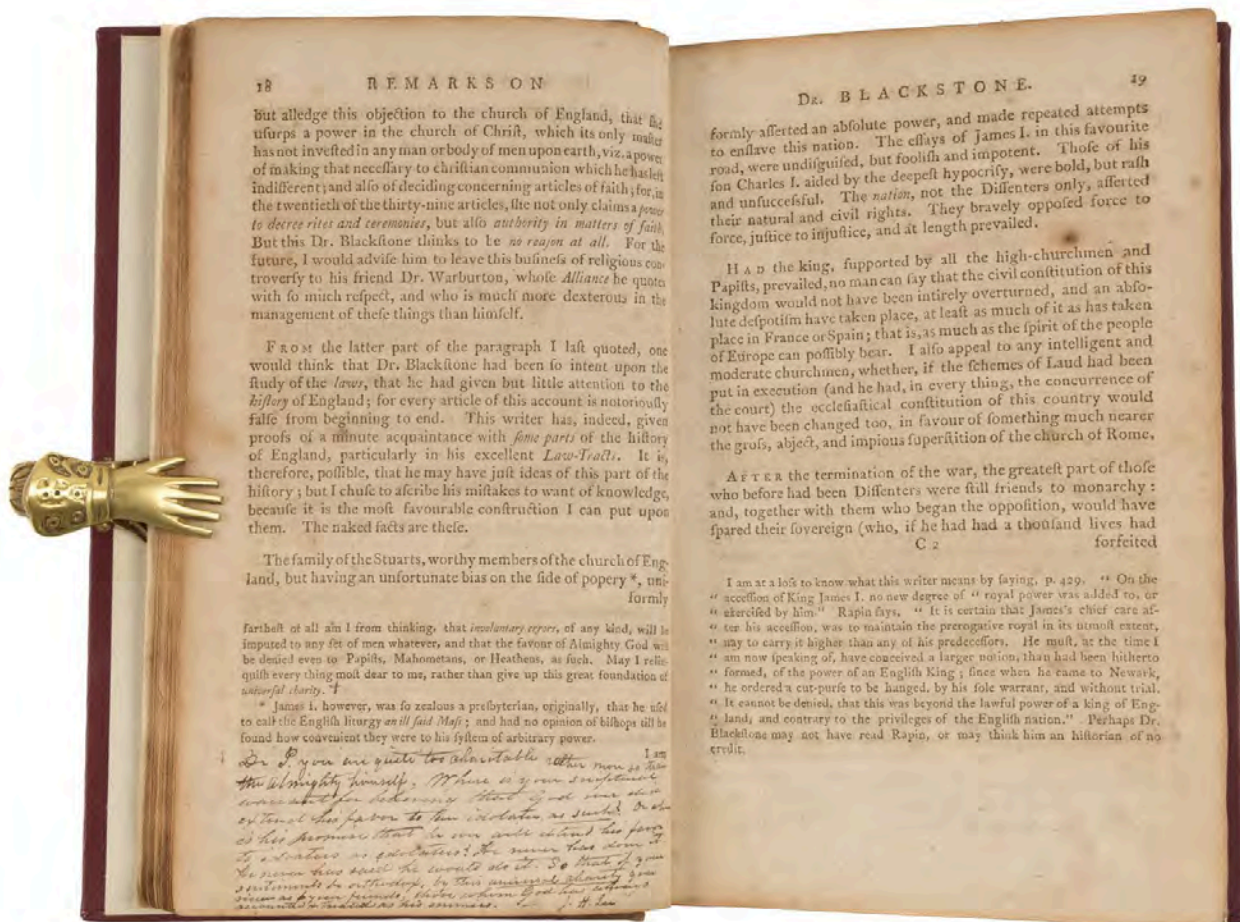 18 REMARKS ON
but alledge this objection to the church of England, that ſhe
uſurps a power in the church of Chriſt, which its only maſter
has not inveſted in any man or body of men upon earth, viz. a power
of making that neceſſary to chriſtian communion which he has left
indifferent; and alſo of deciding concerning articles of faith; for, in
the twentieth of the thirty-nine articles, ſhe not only claims a power
to decree rites and ceremonies, but alſo authority in matters of faith.
But this Dr. Blackſtone thinks to be no reaſon at all. For the
future, I would adviſe him to leave this buſineſs of religious con-
troverſy to his friend Dr. Warburton, whoſe Alliance he quotes
with ſo much reſpect, and who is much more dexterous in the
management of theſe things than himſelf.
FROM the latter part of the paragraph I laſt quoted, one
would think that Dr. Blackſtone had been ſo intent upon the
ſtudy of the laws, that he had given but little attention to the
hiſtory of England; for every article of this account is notoriouſly
falſe from beginning to end. This writer has, indeed, given
proofs of a minute acquaintance with ſome parts of the hiſtory
of England, particularly in his excellent Law-Tracts. It is,
therefore, poſſible, that he may have juſt ideas of this part of the
hiſtory; but I chuſe to aſcribe his miſtakes to want of knowledge,
becauſe it is the moſt favourable conſtruction I can put upon
them. The naked facts are theſe.
The family of the Stuarts, worthy members of the church of Eng-
land, but having an unfortunate bias on the ſide of popery *, uni-
formly
fartheſt of all am I from thinking, that involuntary errors, of any kind, will be
imputed to any ſet of men whatever, and that the favour of Almighty God will
be denied even to Papiſts, Mahometans, or Heathens, as ſuch. May I relin-
quiſh every thing moſt dear to me, rather than give up this great foundation of
univerſal charity.
* James I. however, was ſo zealous a preſbyterian, originally, that he uſed
to call the Engliſh liturgy an ill ſaid Maſs; and had no opinion of biſhops till he
found how convenient they were to his ſyſtem of arbitrary power.
I am
Dr P. you are quite too charitable rather more so than
the Almighty himself. Where is your scriptural
warrant for believing that God
extend his favor to idolaters as such?
is his promise that he will extend his favor
to idolaters as idolaters? He never has done it
he never has said he would do it. So that if your
sentiments be orthodox, by this universal charity you
those whom God has always
as his enemies. J. H.
Dr. BLACKSTONE. 19
formly aſſerted an abſolute power, and made repeated attempts
to enſlave this nation. The eſſays of James I. in this favourite
road, were undiſguiſed, but fooliſh and impotent. Thoſe of his
ſon Charles I. aided by the deepeſt hypocriſy, were bold, but raſh
and unſucceſsful. The nation, not the Diſſenters only, aſſerted
their natural and civil rights. They bravely oppoſed force to
force, juſtice to injuſtice, and at length prevailed.
HAD the king, ſupported by all the high-churchmen and
Papiſts, prevailed, no man can ſay that the civil conſtitution of this
kingdom would not have been intirely overturned, and an abſo-
lute deſpotiſm have taken place, at leaſt as much of it as has taken
place in France or Spain; that is, as much as the ſpirit of the people
of Europe can poſſibly bear. I alſo appeal to any intelligent and
moderate churchmen, whether, if the ſchemes of Laud had been
put in execution (and he had, in every thing, the concurrence of
the court) the eccleſiaſtical conſtitution of this country would
not have been changed too, in favour of ſomething much nearer
the groſs, abject, and impious ſuperſtition of the church of Rome.
AFTER the termination of the war, the greateſt part of thoſe
who before had been Diſſenters were ſtill friends to monarchy:
and, together with them who began the oppoſition, would have
ſpared their ſovereign (who, if he had had a thouſand lives had
C 2 forfeited
I am at a loſs to know what this writer means by ſaying, p. 429. " On the
" acceſſion of King James I. no new degree of " royal power was added to, or
" exerciſed by him." Rapin ſays, " It is certain that James's chief care af-
" ter his acceſſion, was to maintain the prerogative royal in its utmoſt extent,
" nay to carry it higher than any of his predeceſſors. He muſt, at the time I
" am now ſpeaking of, have conceived a larger notion, than had been hitherto
" formed, of the power of an Engliſh King; ſince when he came to Newark,
" he ordered a cut-purſe to be hanged, by his ſole warrant, and without trial.
" It cannot be denied, that this was beyond the lawful power of a king of Eng-
" land, and contrary to the privileges of the Engliſh nation." Perhaps Dr.
Blackſtone may not have read Rapin, or may think him an hiſtorian of no
credit.